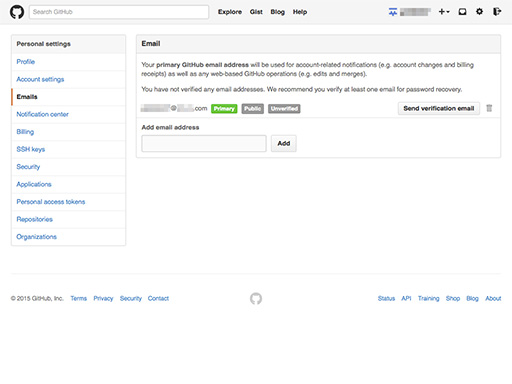 Search GitHub
Explore Gist Blog Help
Personal settings
Profile
Account settings
Emails
Notification center
Billing
SSH keys
Security
Applications
Personal access tokens
Repositories
Organizations
Email
Your primary GitHub email address will be used for account-related notifications (e.g. account changes and billing
receipts) as well as any web-based GitHub operations (e.g. edits and merges).
You have not verified any email addresses. We recommend you verify at least one email for password recovery.
@ .com Primary Public Unverified Send verification email
Add email address
Add
© 2015 GitHub, Inc. Terms Privacy Security Contact
Status API Training Shop Blog About